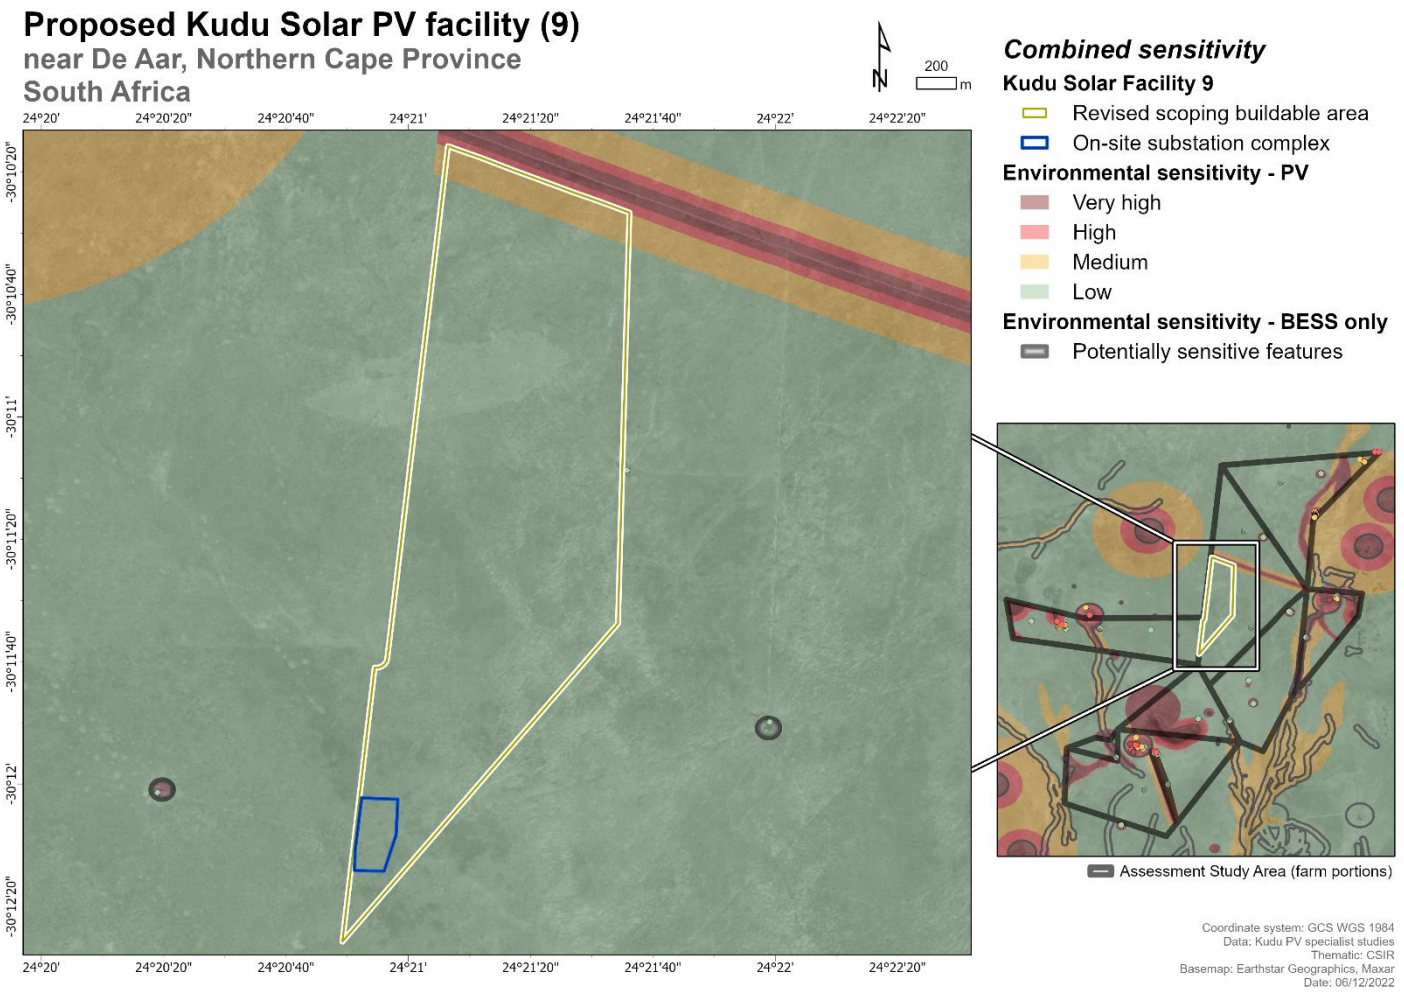 Proposed Kudu Solar PV facility (9)
near De Aar, Northern Cape Province
South Africa
N
200
m
24°20' 24°20'20" 24°20'40" 24°21' 24°21'20" 24°21'40" 24°22' 24°22'20"
-30°10'20"
-30°10'40"
-30°11'
-30°11'20"
-30°11'40"
-30°12'
-30°12'20"
24°20' 24°20'20" 24°20'40" 24°21' 24°21'20" 24°21'40" 24°22' 24°22'20"
Combined sensitivity
Kudu Solar Facility 9
Revised scoping buildable area
On-site substation complex
Environmental sensitivity - PV
Very high
High
Medium
Low
Environmental sensitivity - BESS only
Potentially sensitive features
Assessment Study Area (farm portions)
Coordinate system: GCS WGS 1984
Data: Kudu PV specialist studies
Thematic: CSIR
Basemap: Earthstar Geographics, Maxar
Date: 06/12/2022